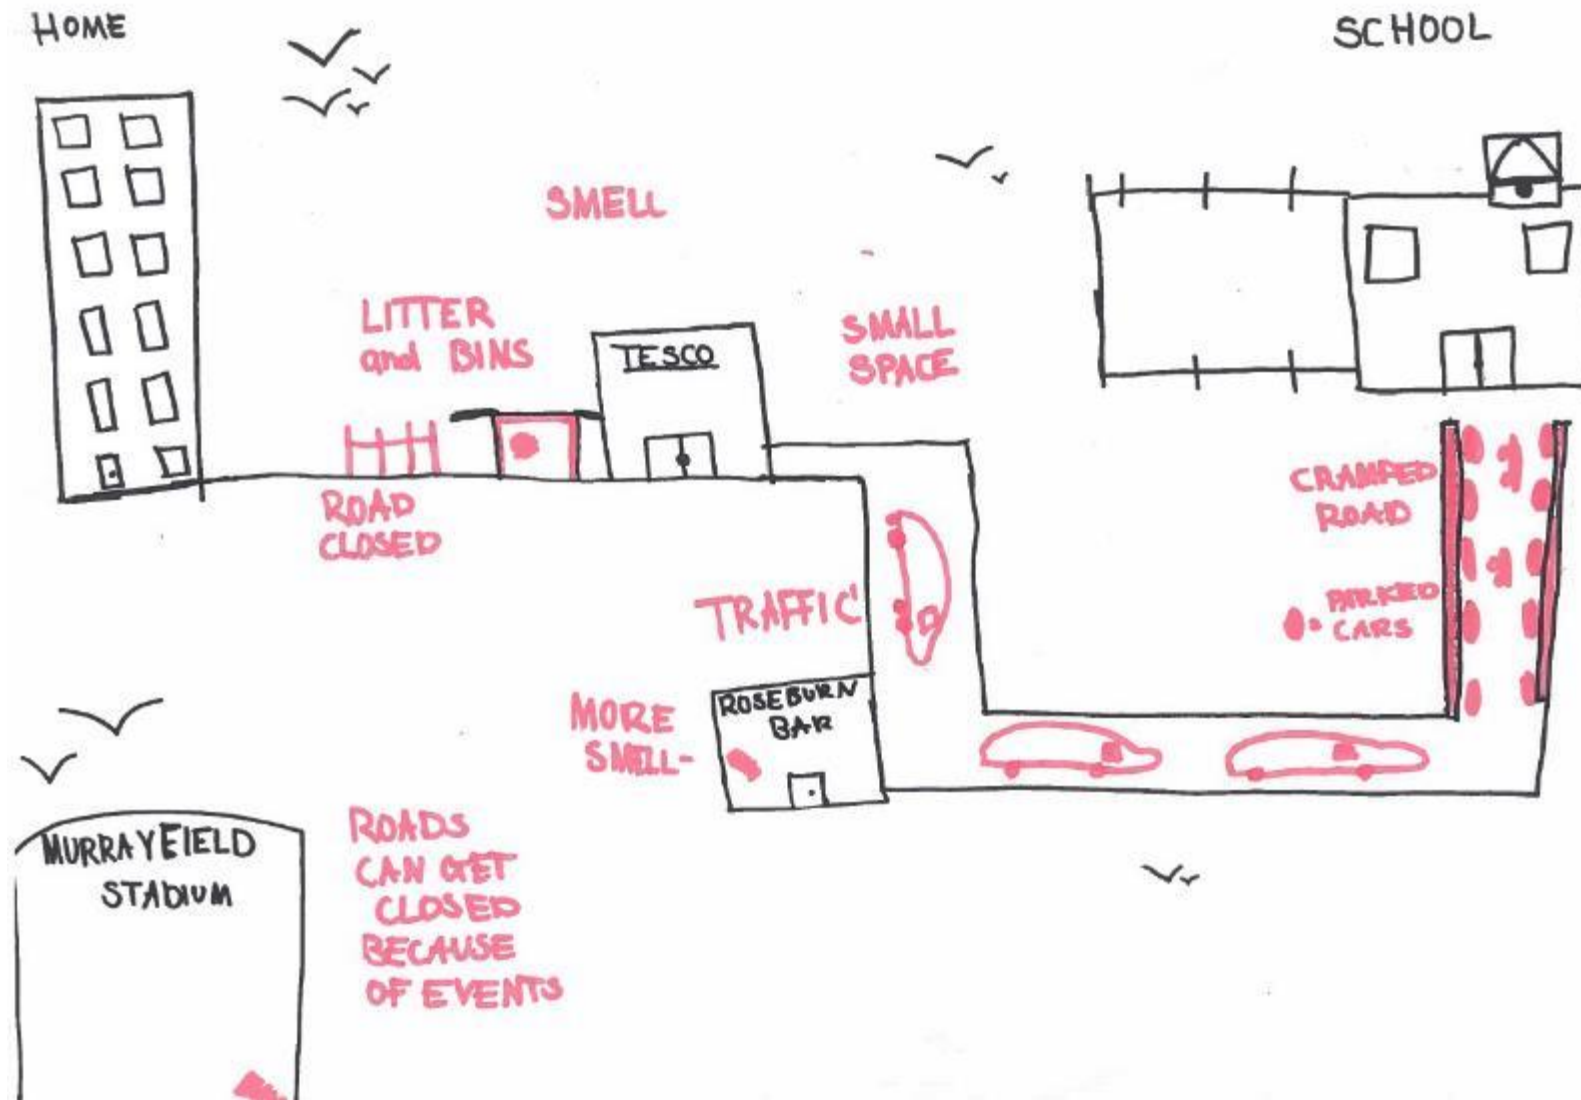 HOME
SCHOOL
SMELL
LITTER
and BINS
TESCO
SMALL
SPACE
ROAD
CLOSED
CRAMPED
ROAD
PARKED
CARS
TRAFFIC
MORE
SMELL-
ROSEBURN
BAR
MURRAYFIELD
STADIUM
ROADS
CAN GET
CLOSED
BECAUSE
OF EVENTS